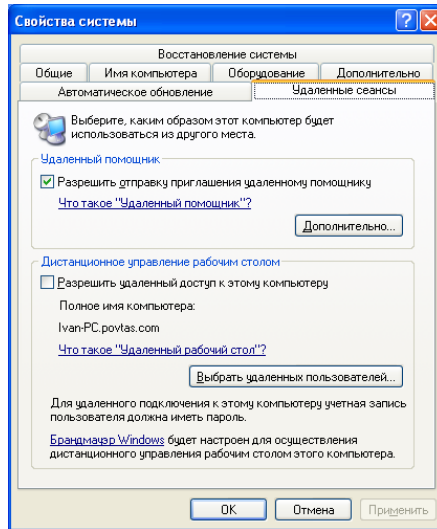 Свойства системы
Восстановление системы
Общие
Имя компьютера
Оборудование
Дополнительно
Автоматическое обновление
Удаленные сеансы
Выберите, каким образом этот компьютер будет
использоваться из другого места.
Удаленный помощник
Разрешить отправку приглашения удаленному помощнику
Что такое "Удаленный помощник"?
Дополнительно...
Дистанционное управление рабочим столом
Разрешить удаленный доступ к этому компьютеру
Полное имя компьютера:
Ivan-PC.povtas.com
Что такое "Удаленный рабочий стол"?
Выбрать удаленных пользователей...
Для удаленного подключения к этому компьютеру учетная запись
пользователя должна иметь пароль.
Брандмауэр Windows будет настроен для осуществления
дистанционного управления рабочим столом этого компьютера.
OK
Отмена
Применить